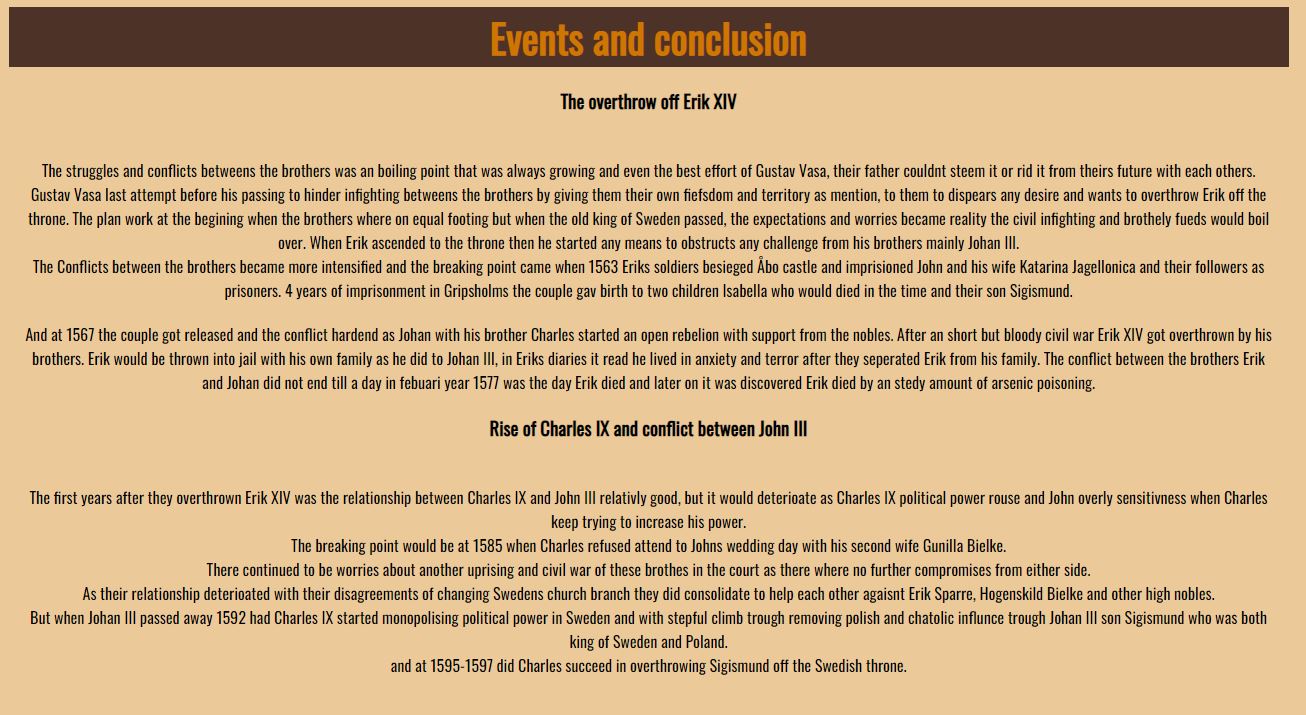 Events and conclusion
The overthrow off Erik XIV
The struggles and conflicts betweens the brothers was an boiling point that was always growing and even the best effort of Gustav Vasa, their father couldnt steem it or rid it from theirs future with each others.
Gustav Vasa last attempt before his passing to hinder infighting betweens the brothers by giving them their own fiefsdom and territory as mention, to them to dispears any desire and wants to overthrow Erik off the
throne. The plan work at the begining when the brothers where on equal footing but when the old king of Sweden passed, the expectations and worries became reality the civil infighting and brothely fueds would boil
over. When Erik ascended to the throne then he started any means to obstructs any challenge from his brothers mainly Johan III.
The Conflicts between the brothers became more intensified and the breaking point came when 1563 Eriks soldiers besieged Åbo castle and imprisioned John and his wife Katarina Jagellonica and their followers as
prisoners. 4 years of imprisonment in Gripsholms the couple gav birth to two children Isabella who would died in the time and their son Sigismund.
And at 1567 the couple got released and the conflict hardend as Johan with his brother Charles started an open rebelion with support from the nobles. After an short but bloody civil war Erik XIV got overthrown by his
brothers. Erik would be thrown into jail with his own family as he did to Johan III, in Eriks diaries it read he lived in anxiety and terror after they seperated Erik from his family. The conflict between the brothers Erik
and Johan did not end till a day in febuari year 1577 was the day Erik died and later on it was discovered Erik died by an stedy amount of arsenic poisoning.
Rise of Charles IX and conflict between John III
The first years after they overthrown Erik XIV was the relationship between Charles IX and John III relativly good, but it would deterioate as Charles IX political power rouse and John overly sensitivness when Charles
keep trying to increase his power.
The breaking point would be at 1585 when Charles refused attend to Johns wedding day with his second wife Gunilla Bielke.
There continued to be worries about another uprising and civil war of these brothes in the court as there where no further compromises from either side.
As their relationship deterioated with their disagreements of changing Swedens church branch they did consolidate to help each other agaisnt Erik Sparre, Hogenskild Bielke and other high nobles.
But when Johan III passed away 1592 had Charles IX started monopolising political power in Sweden and with stepful climb trough removing polish and chatolic influnce trough Johan III son Sigismund who was both
king of Sweden and Poland.
and at 1595-1597 did Charles succeed in overthrowing Sigismund off the Swedish throne.